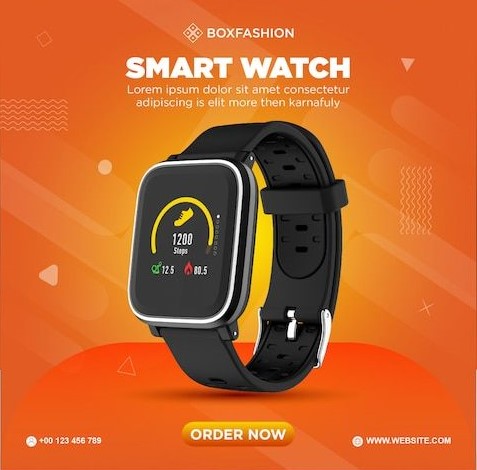 BOXFASHION
SMART WATCH
Lorem ipsum dolor sit amet consectetur
adipiscing is elit more then karnafuly
1200
Steps
12.5 80.5
ORDER NOW
+00 123 456 789
WWW.WEBSITE.COM